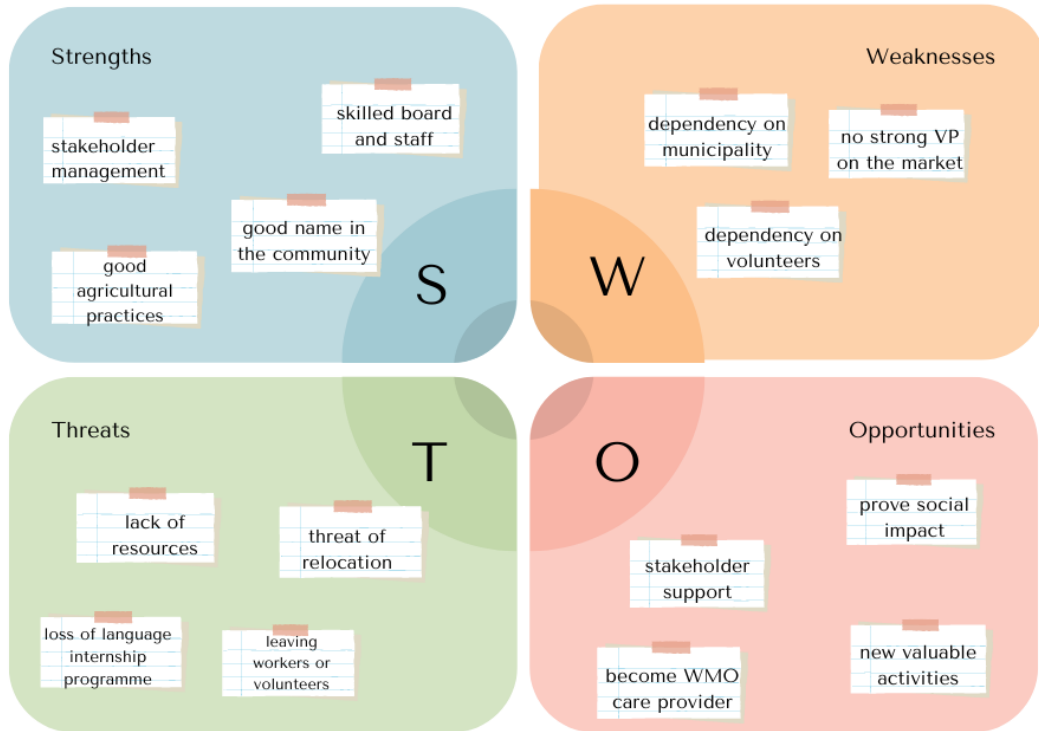 Strengths
stakeholder
management
skilled board
and staff
good name in
the community
good
agricultural
practices
S
Weaknesses
dependency on
municipality
no strong VP
on the market
dependency on
volunteers
W
Threats
lack of
resources
threat of
relocation
loss of language
internship
programme
leaving
workers or
volunteers
T
Opportunities
prove social
impact
stakeholder
support
become WMO
care provider
new valuable
activities
O